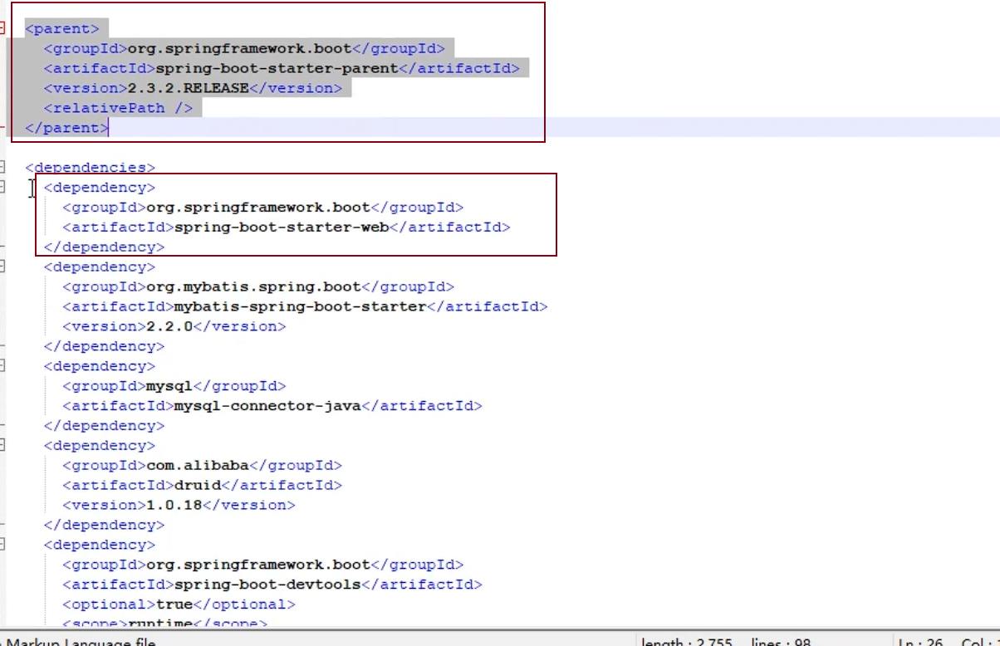 <parent>
<groupId>org.springframework.boot</groupId>
<artifactId>spring-boot-starter-parent</artifactId>
<version>2.3.2.RELEASE</version>
<relativePath />
</parent>
<dependencies>
<dependency>
<groupId>org.springframework.boot</groupId>
<artifactId>spring-boot-starter-web</artifactId>
</dependency>
<dependency>
<groupId>org.mybatis.spring.boot</groupId>
<artifactId>mybatis-spring-boot-starter</artifactId>
<version>2.2.0</version>
</dependency>
<dependency>
<groupId>mysql</groupId>
<artifactId>mysql-connector-java</artifactId>
</dependency>
<dependency>
<groupId>com.alibaba</groupId>
<artifactId>druid</artifactId>
<version>1.0.18</version>
</dependency>
<dependency>
<groupId>org.springframework.boot</groupId>
<artifactId>spring-boot-devtools</artifactId>
<optional>true</optional>
<scope>runtime</scope>
Markup Language file length : 2,755 lines : 98 Ln : 26 Col :